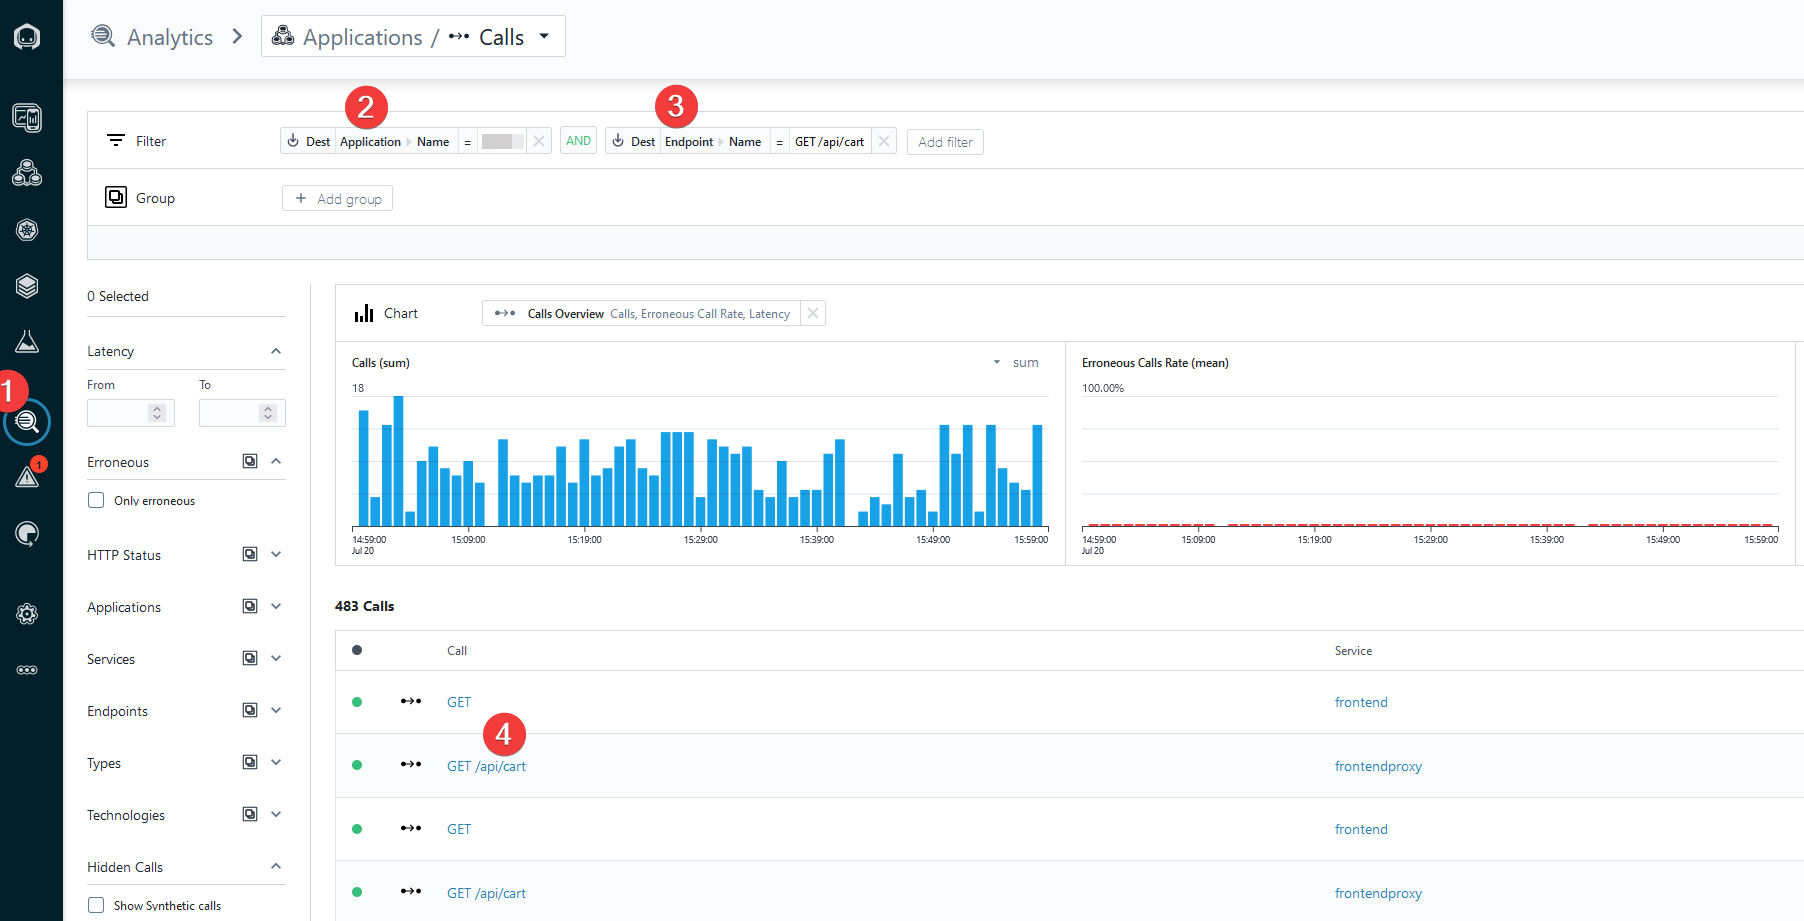 Analytics
Applications / Calls
2
3
Filter
Dest Application Name =
AND
Dest Endpoint Name = GET /api/cart
Add filter
Group
+ Add group
0 Selected
Latency
From To
1
Erroneous
1
Only erroneous
HTTP Status
Applications
Services
Endpoints
Types
Technologies
Hidden Calls
Show Synthetic calls
Chart
Calls Overview Calls, Erroneous Call Rate, Latency
Calls (sum)
sum
18
14:59:00 15:09:00 15:19:00 15:29:00 15:39:00 15:49:00 15:59:00
Jul 20
Erroneous Calls Rate (mean)
100.00%
14:59:00 15:09:00 15:19:00 15:29:00 15:39:00 15:49:00 15:59:00
Jul 20
483 Calls
Call Service
GET frontend
4
GET /api/cart frontendproxy
GET frontend
GET /api/cart frontendproxy